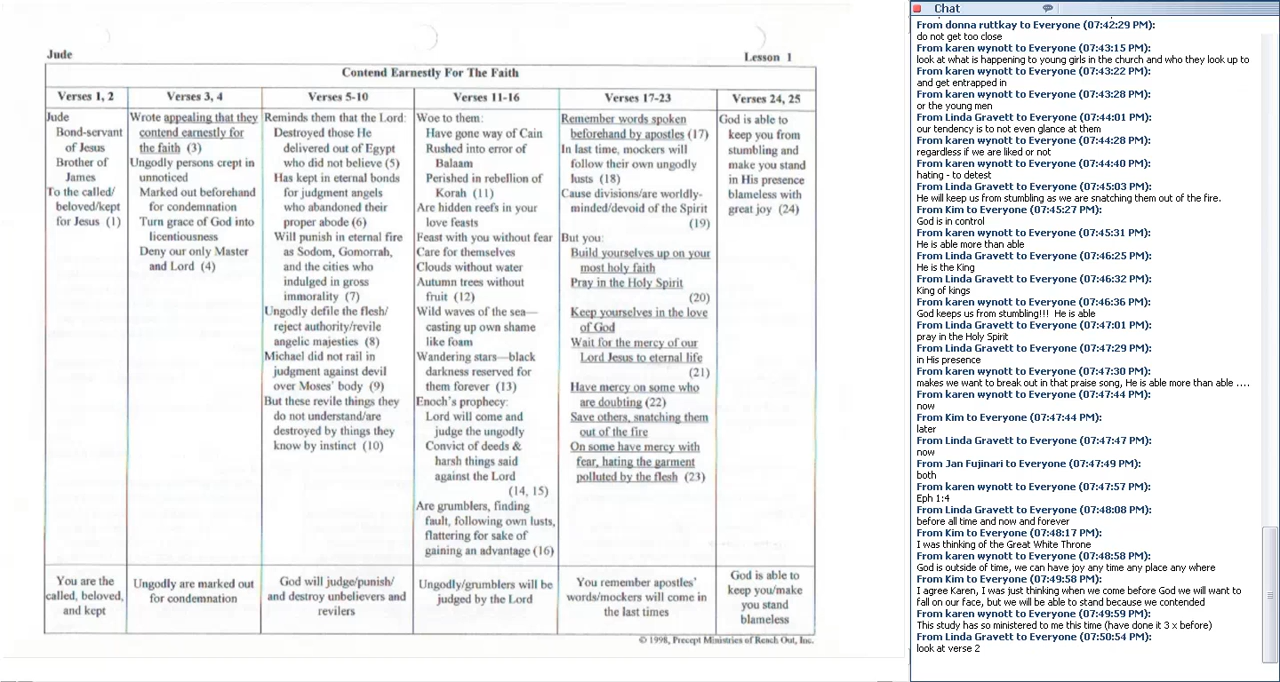 Jude
Lesson 1
Contend Earnestly For The Faith
Verses 1, 2
Jude
Bond-servant
of Jesus
Brother of
James
To the called/
beloved/kept
for Jesus (1)
You are the
called, beloved,
and kept
Verses 3, 4
Wrote appealing that they
contend earnestly for
the faith (3)
Ungodly persons crept in
unnoticed
Marked out beforehand
for condemnation
Turn grace of God into
licentiousness
Deny our only Master
and Lord (4)
Ungodly are marked out
for condemnation
Verses 5-10
Reminds them that the Lord:
Destroyed those He
delivered out of Egypt
who did not believe (5)
Has kept in eternal bonds
for judgment angels
who abandoned their
proper abode (6)
Will punish in eternal fire
as Sodom, Gomorrah,
and the cities who
indulged in gross
immorality (7)
Ungodly defile the flesh/
reject authority/revile
angelic majesties (8)
Michael did not rail in
judgment against devil
over Moses' body (9)
But these revile things they
do not understand/are
destroyed by things they
know by instinct (10)
God will judge/punish/
and destroy unbelievers and
revilers
Verses 11-16
Woe to them:
Have gone way of Cain
Rushed into error of
Balaam
Perished in rebellion of
Korah (11)
Are hidden reefs in your
love feasts
Feast with you without fear
Care for themselves
Clouds without water
Autumn trees without
fruit (12)
Wild waves of the sea—
casting up own shame
like foam
Wandering stars—black
darkness reserved for
them forever (13)
Enoch's prophecy:
Lord will come and
judge the ungodly
Convict of deeds &
harsh things said
against the Lord
(14, 15)
Are grumblers, finding
fault, following own lusts,
flattering for sake of
gaining an advantage (16)
Ungodly/grumblers will be
judged by the Lord
Verses 17-23
Remember words spoken
beforehand by apostles (17)
In last time, mockers will
follow their own ungodly
lusts (18)
Cause divisions/are worldly-
minded/devoid of the Spirit
(19)
But you:
Build yourselves up on your
most holy faith
Pray in the Holy Spirit
(20)
Keep yourselves in the love
of God
Wait for the mercy of our
Lord Jesus to eternal life
(21)
Have mercy on some who
are doubting (22)
Save others, snatching them
out of the fire
On some have mercy with
fear, hating the garment
polluted by the flesh (23)
You remember apostles'
words/mockers will come in
the last times
Verses 24, 25
God is able to
keep you from
stumbling and
make you stand
in His presence
blameless with
great joy (24)
God is able to
keep you/make
you stand
blameless
© 1998, Precept Ministries of Reach Out, Inc.
Chat
From donna ruttkay to Everyone (07:42:29 PM):
do not get too close
From karen wynott to Everyone (07:43:15 PM):
look at what is happening to young girls in the church and who they look up to
From karen wynott to Everyone (07:43:22 PM):
and get entrapped in
From karen wynott to Everyone (07:43:28 PM):
or the young men
From Linda Gravett to Everyone (07:44:01 PM):
our tendency is to not even glance at them
From karen wynott to Everyone (07:44:28 PM):
regardless if we are liked or not
From karen wynott to Everyone (07:44:40 PM):
hating - to detest
From Linda Gravett to Everyone (07:45:03 PM):
He will keep us from stumbling as we are snatching them out of the fire.
From Kim to Everyone (07:45:27 PM):
God is in control
From karen wynott to Everyone (07:45:31 PM):
He is able more than able
From Linda Gravett to Everyone (07:46:25 PM):
He is the King
From Linda Gravett to Everyone (07:46:32 PM):
King of kings
From karen wynott to Everyone (07:46:36 PM):
God keeps us from stumbling!!! He is able
From Linda Gravett to Everyone (07:47:01 PM):
pray in the Holy Spirit
From Linda Gravett to Everyone (07:47:29 PM):
in His presence
From karen wynott to Everyone (07:47:30 PM):
makes we want to break out in that praise song, He is able more than able ....
From karen wynott to Everyone (07:47:44 PM):
now
From Kim to Everyone (07:47:44 PM):
later
From Linda Gravett to Everyone (07:47:47 PM):
now
From Jan Fujinari to Everyone (07:47:49 PM):
both
From karen wynott to Everyone (07:47:57 PM):
Eph 1:4
From Linda Gravett to Everyone (07:48:08 PM):
before all time and now and forever
From Kim to Everyone (07:48:17 PM):
I was thinking of the Great White Throne
From karen wynott to Everyone (07:48:58 PM):
God is outside of time, we can have joy any time any place any where
From Kim to Everyone (07:49:58 PM):
I agree Karen, I was just thinking when we come before God we will want to
fall on our face, but we will be able to stand because we contended
From karen wynott to Everyone (07:49:59 PM):
This study has so ministered to me this time (have done it 3 x before)
From Linda Gravett to Everyone (07:50:54 PM):
look at verse 2